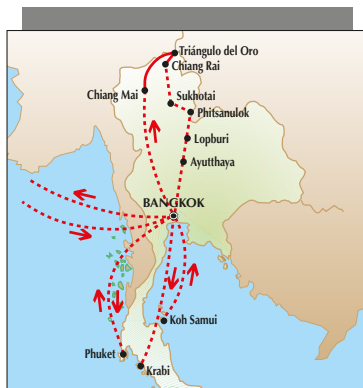 Triángulo del Oro
Chiang Rai
Chiang Mai
Sukhotai
Phitsanulok
Lopburi
Ayutthaya
BANGKOK
Koh Samui
Phuket
Krabi